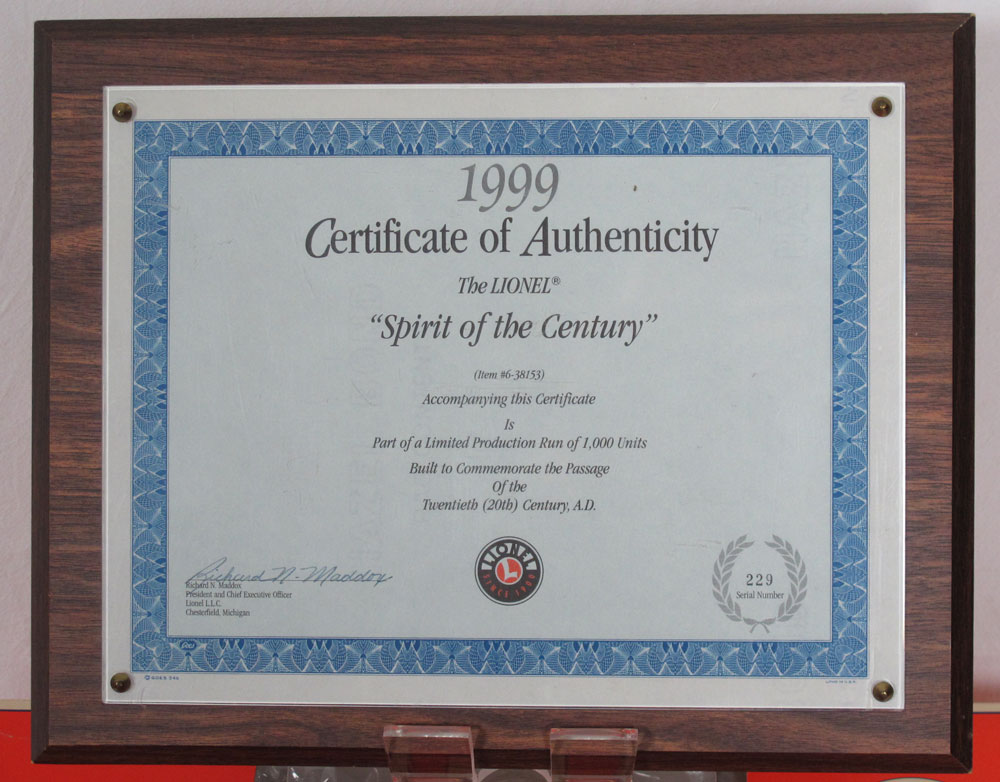 1999
Certificate of Authenticity
The LIONEL®
“Spirit of the Century”
(Item #6-38153)
Accompanying this Certificate
Is
Part of a Limited Production Run of 1,000 Units
Built to Commemorate the Passage
Of the
Twentieth (20th) Century, A.D.
Richard N. Maddox
Richard N. Maddox
President and Chief Executive Officer
Lionel L.L.C.
Chesterfield, Michigan
LIONEL
L
SINCE 1900
229
Serial Number